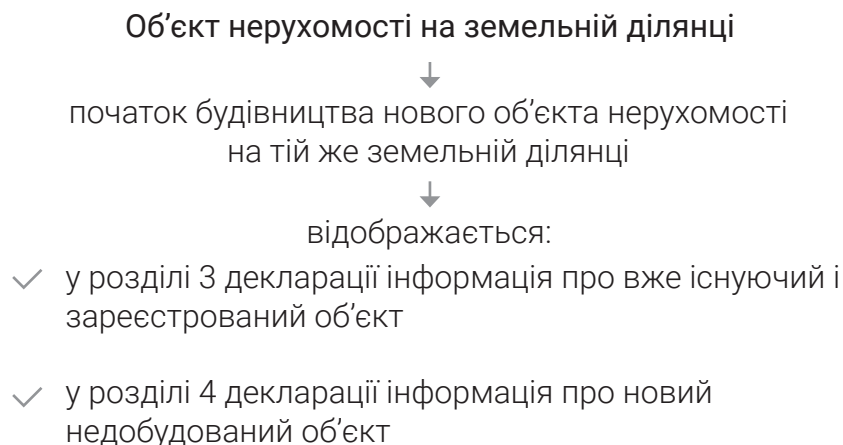 Об’єкт нерухомості на земельній ділянці
початок будівництва нового об’єкта нерухомості
на тій же земельній ділянці
відображається:
у розділі 3 декларації інформація про вже існуючий і
зареєстрований об’єкт
у розділі 4 декларації інформація про новий
недобудований об’єкт